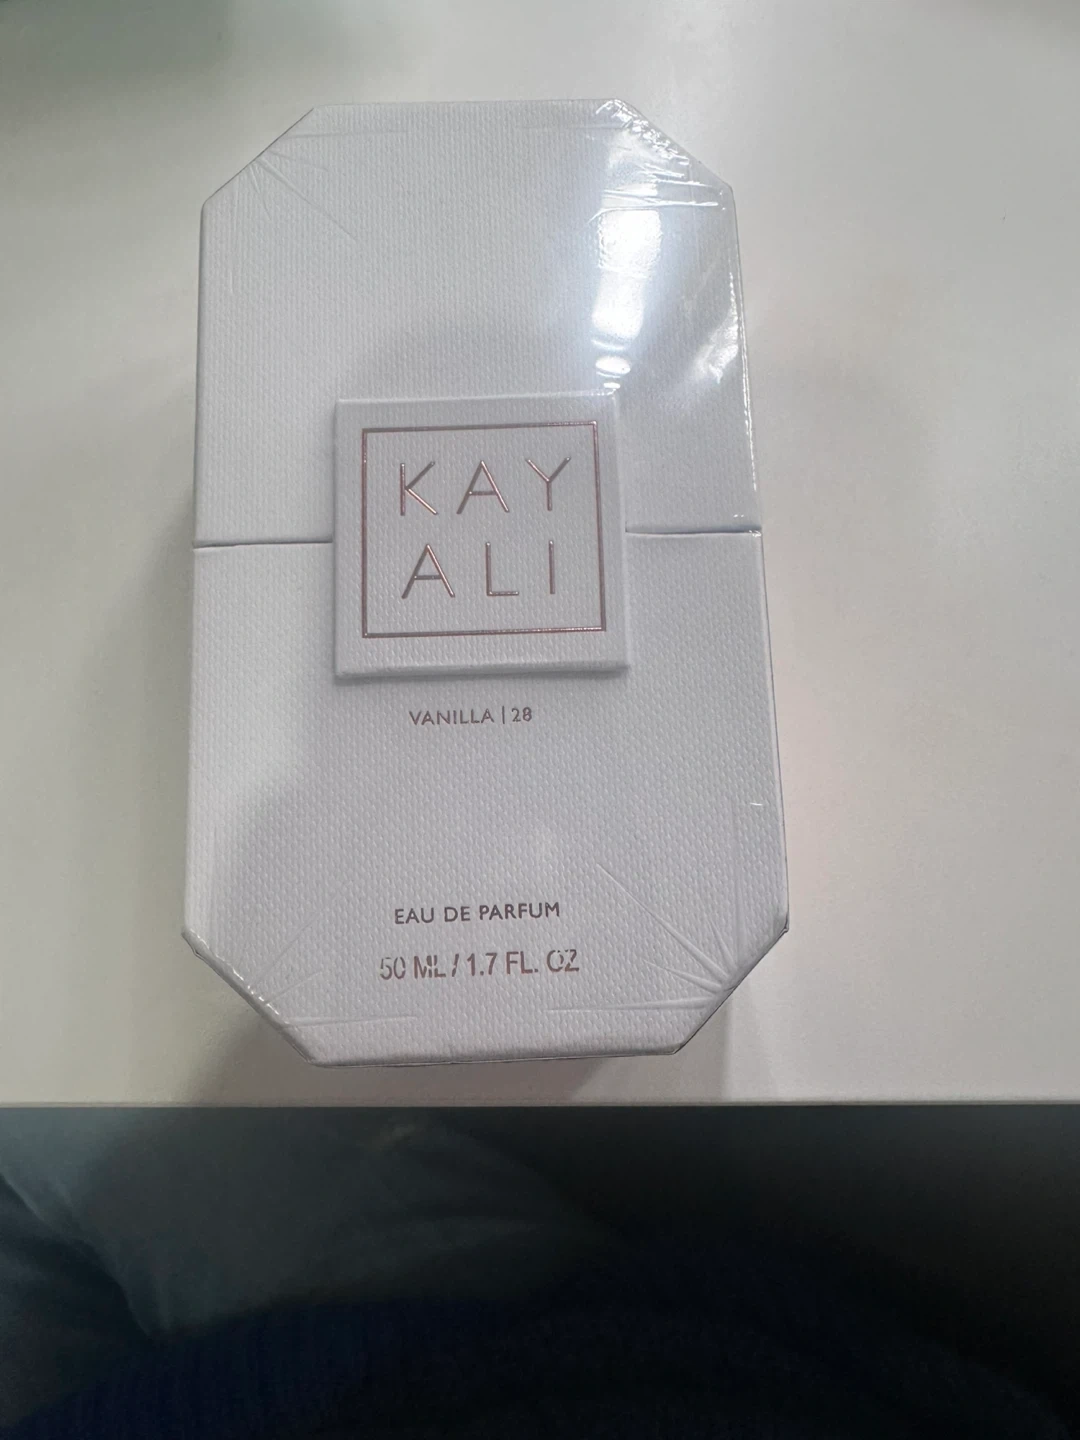 KAY
ALI
VANILLA | 28
EAU DE PARFUM
50 ML / 1.7 FL. OZ